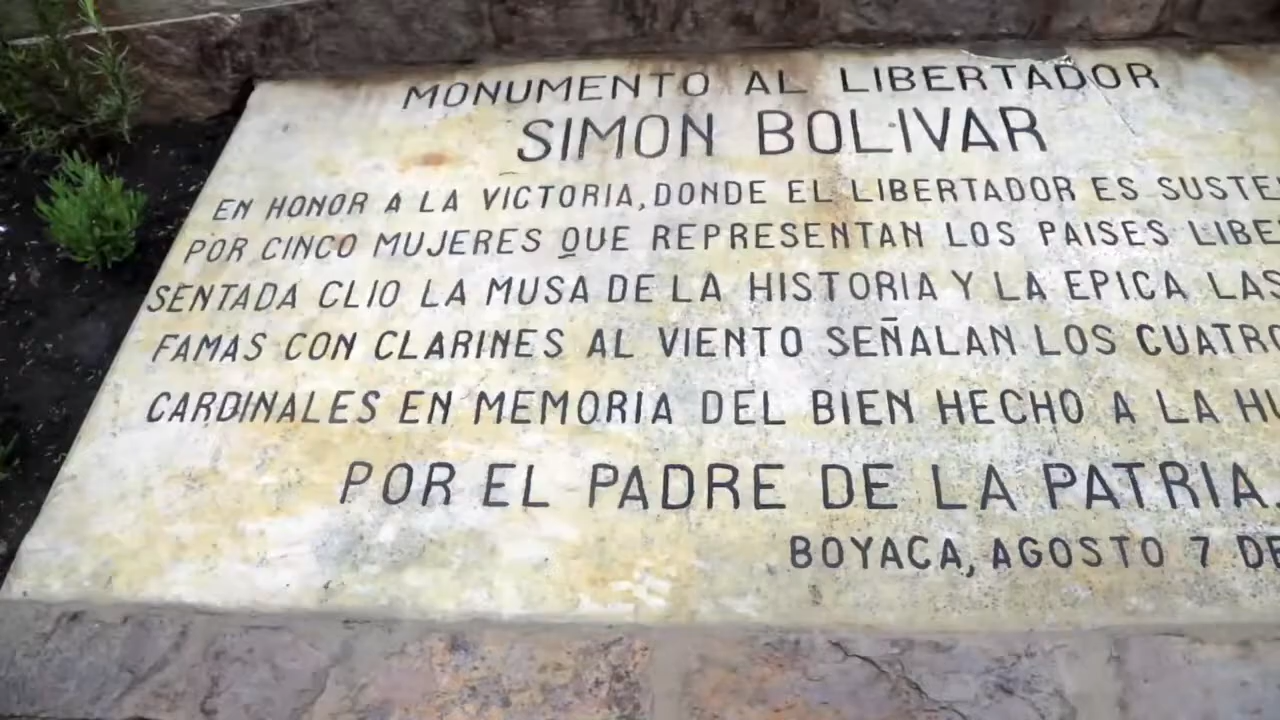 MONUMENTO AL LIBERTADOR
SIMON BOLIVAR
EN HONOR A LA VICTORIA, DONDE EL LIBERTADOR ES SUSTE
POR CINCO MUJERES QUE REPRESENTAN LOS PAISES LIBE
SENTADA CLIO LA MUSA DE LA HISTORIA Y LA EPICA LAS
FAMAS CON CLARINES AL VIENTO SEÑALAN LOS CUATRO
CARDINALES EN MEMORIA DEL BIEN HECHO A LA HU
POR EL PADRE DE LA PATRIA.
BOYACA, AGOSTO 7 DE